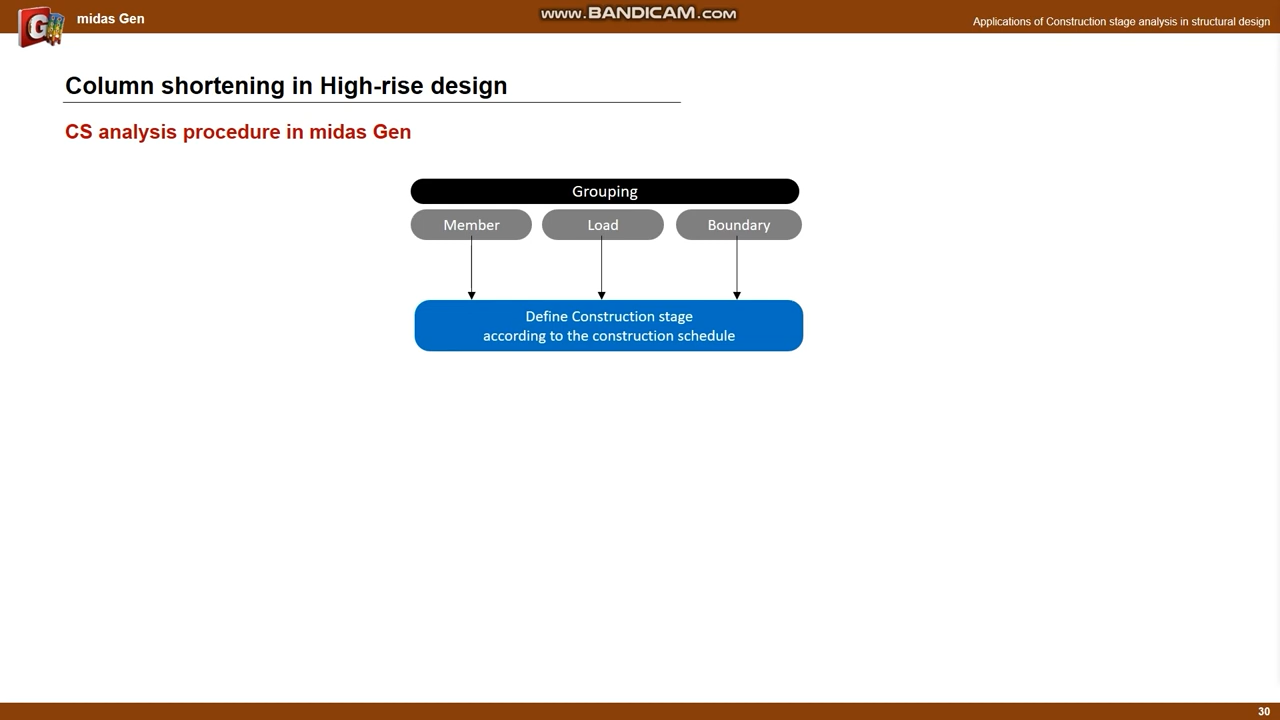 midas Gen
www.BANDICAM.com
Applications of Construction stage analysis in structural design
Column shortening in High-rise design
CS analysis procedure in midas Gen
Grouping
Member
Load
Boundary
Define Construction stage
according to the construction schedule
30